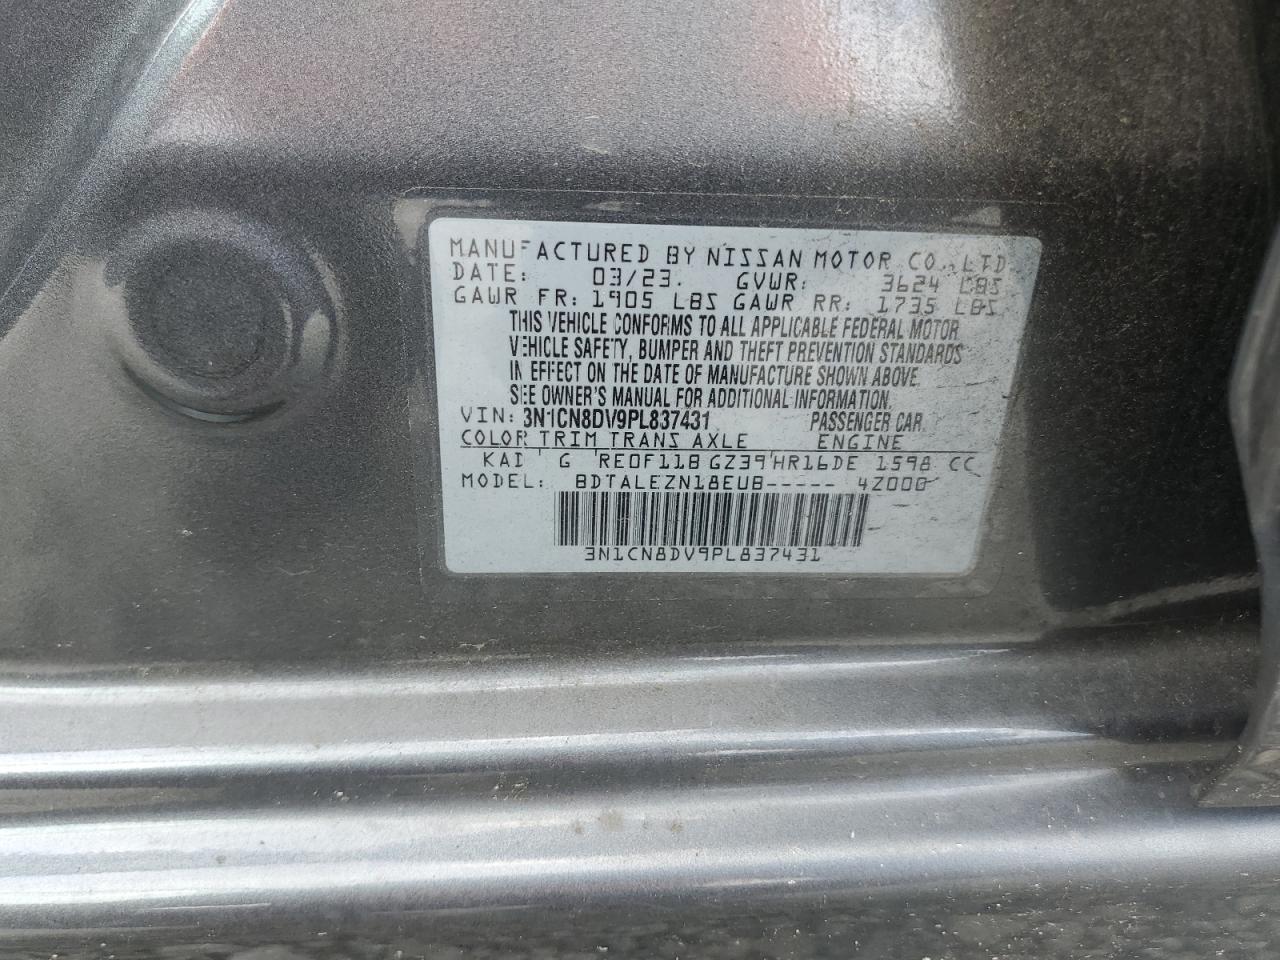 MANUFACTURED BY NISSAN MOTOR CO. LTD
DATE: 03/23. GVWR: 3624 LBS
GAWR FR: 1905 LBS GAWR RR: 1735 LBS
THIS VEHICLE CONFORMS TO ALL APPLICABLE FEDERAL MOTOR
VEHICLE SAFETY, BUMPER AND THEFT PREVENTION STANDARDS
IN EFFECT ON THE DATE OF MANUFACTURE SHOWN ABOVE.
SEE OWNER'S MANUAL FOR ADDITIONAL INFORMATION.
VIN: 3N1CN8DV9PL837431 PASSENGER CAR
COLOR TRIM TRANS AXLE ENGINE
KAD G RE0F11B GZ39 HR16DE 1598 CC
MODEL: BDTALEZN18EUB----- 4Z000
3N1CN8DV9PL837431